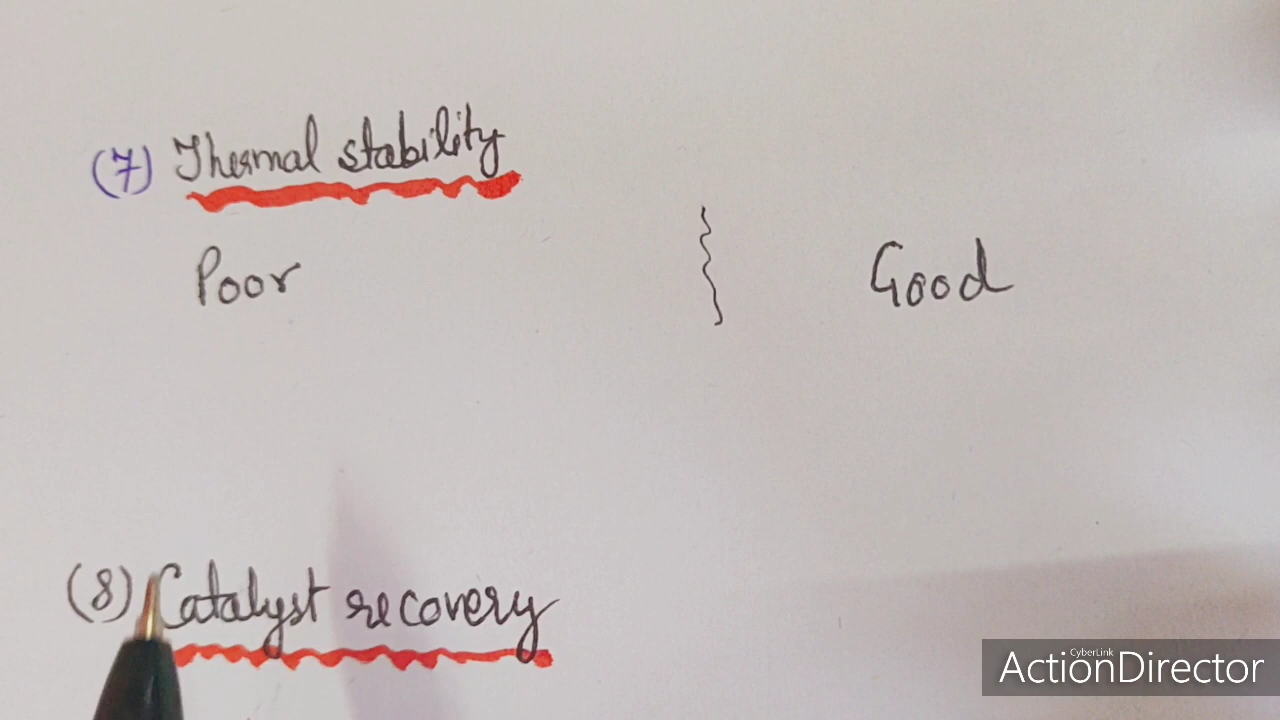 (7) Thermal stability
Poor
Good
(8) Catalyst recovery
CyberLink
ActionDirector